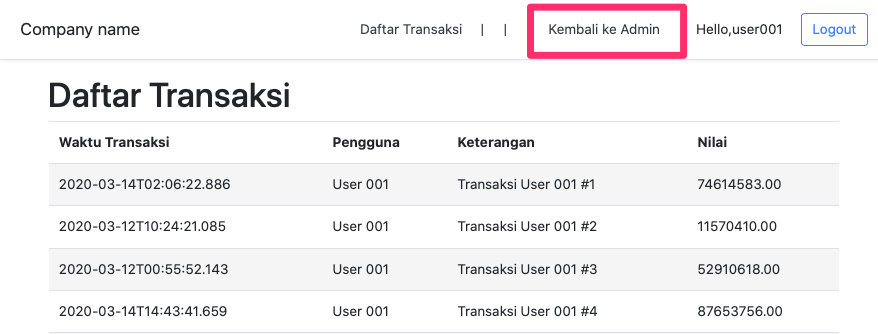 Company name Daftar Transaksi | | Kembali ke Admin Hello,user001 Logout
Daftar Transaksi
Waktu Transaksi Pengguna Keterangan Nilai
2020-03-14T02:06:22.886 User 001 Transaksi User 001 #1 74614583.00
2020-03-12T10:24:21.085 User 001 Transaksi User 001 #2 11570410.00
2020-03-12T00:55:52.143 User 001 Transaksi User 001 #3 52910618.00
2020-03-14T14:43:41.659 User 001 Transaksi User 001 #4 87653756.00